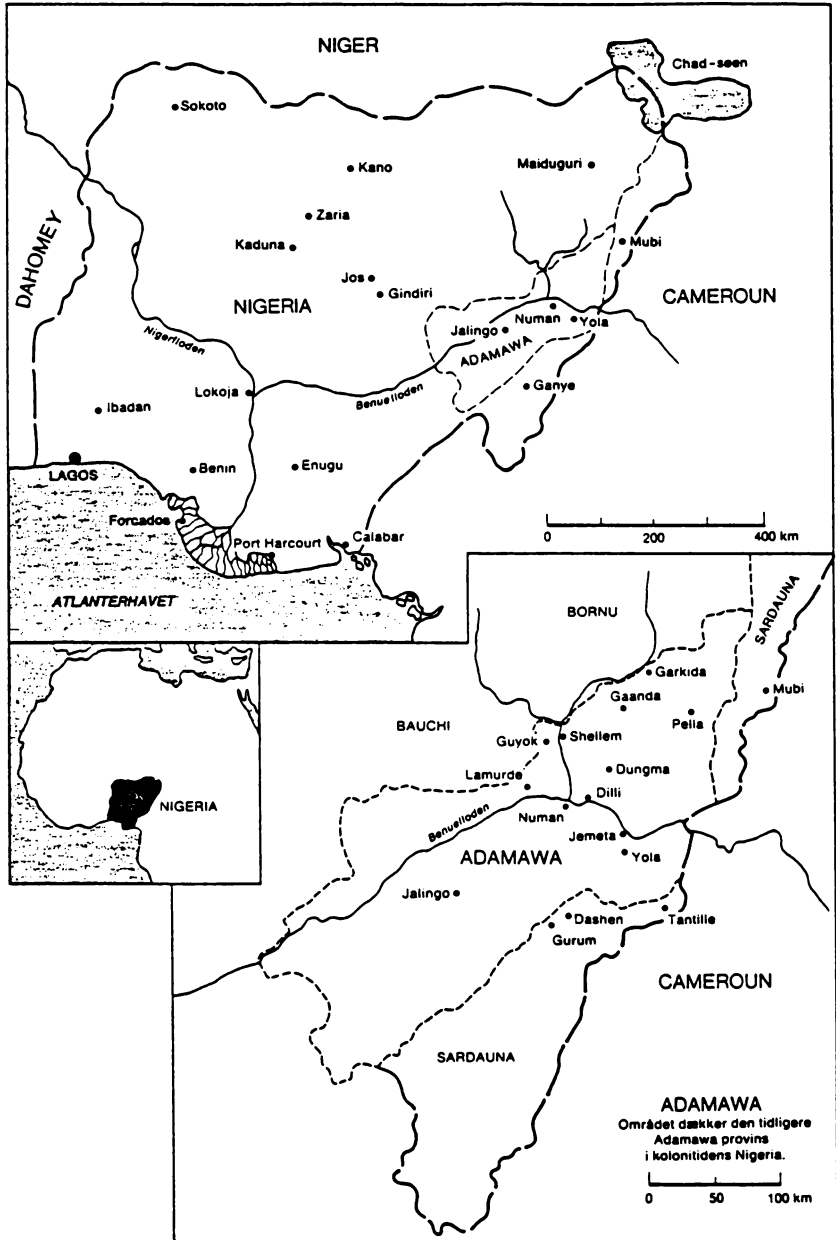 NIGER
Chad-søen
Sokoto
Kano
Maiduguri
Zaria
DAHOMEY
Kaduna
Mubi
Jos
Gindiri
CAMEROUN
NIGERIA
Numan
Yola
Jalingo
Nigerfloden
ADAMAWA
Lokoja
Ganye
Benuefloden
Ibadan
Benin
Enugu
LAGOS
Forcados
Port Harcourt
Calabar
0 200 400 km
ATLANTERHAVET
NIGERIA
BORNU
SARDAUNA
Garkida
Mubi
Gaanda
Pella
BAUCHI
Guyok
Shellem
Dungma
Lamurde
Dilli
Numan
Benuefloden
Jemeta
ADAMAWA
Yola
Jalingo
Dashen
Tantille
Gurum
CAMEROUN
SARDAUNA
ADAMAWA
Området dækker den tidligere
Adamawa provins
i kolonitidens Nigeria.
0 50 100 km